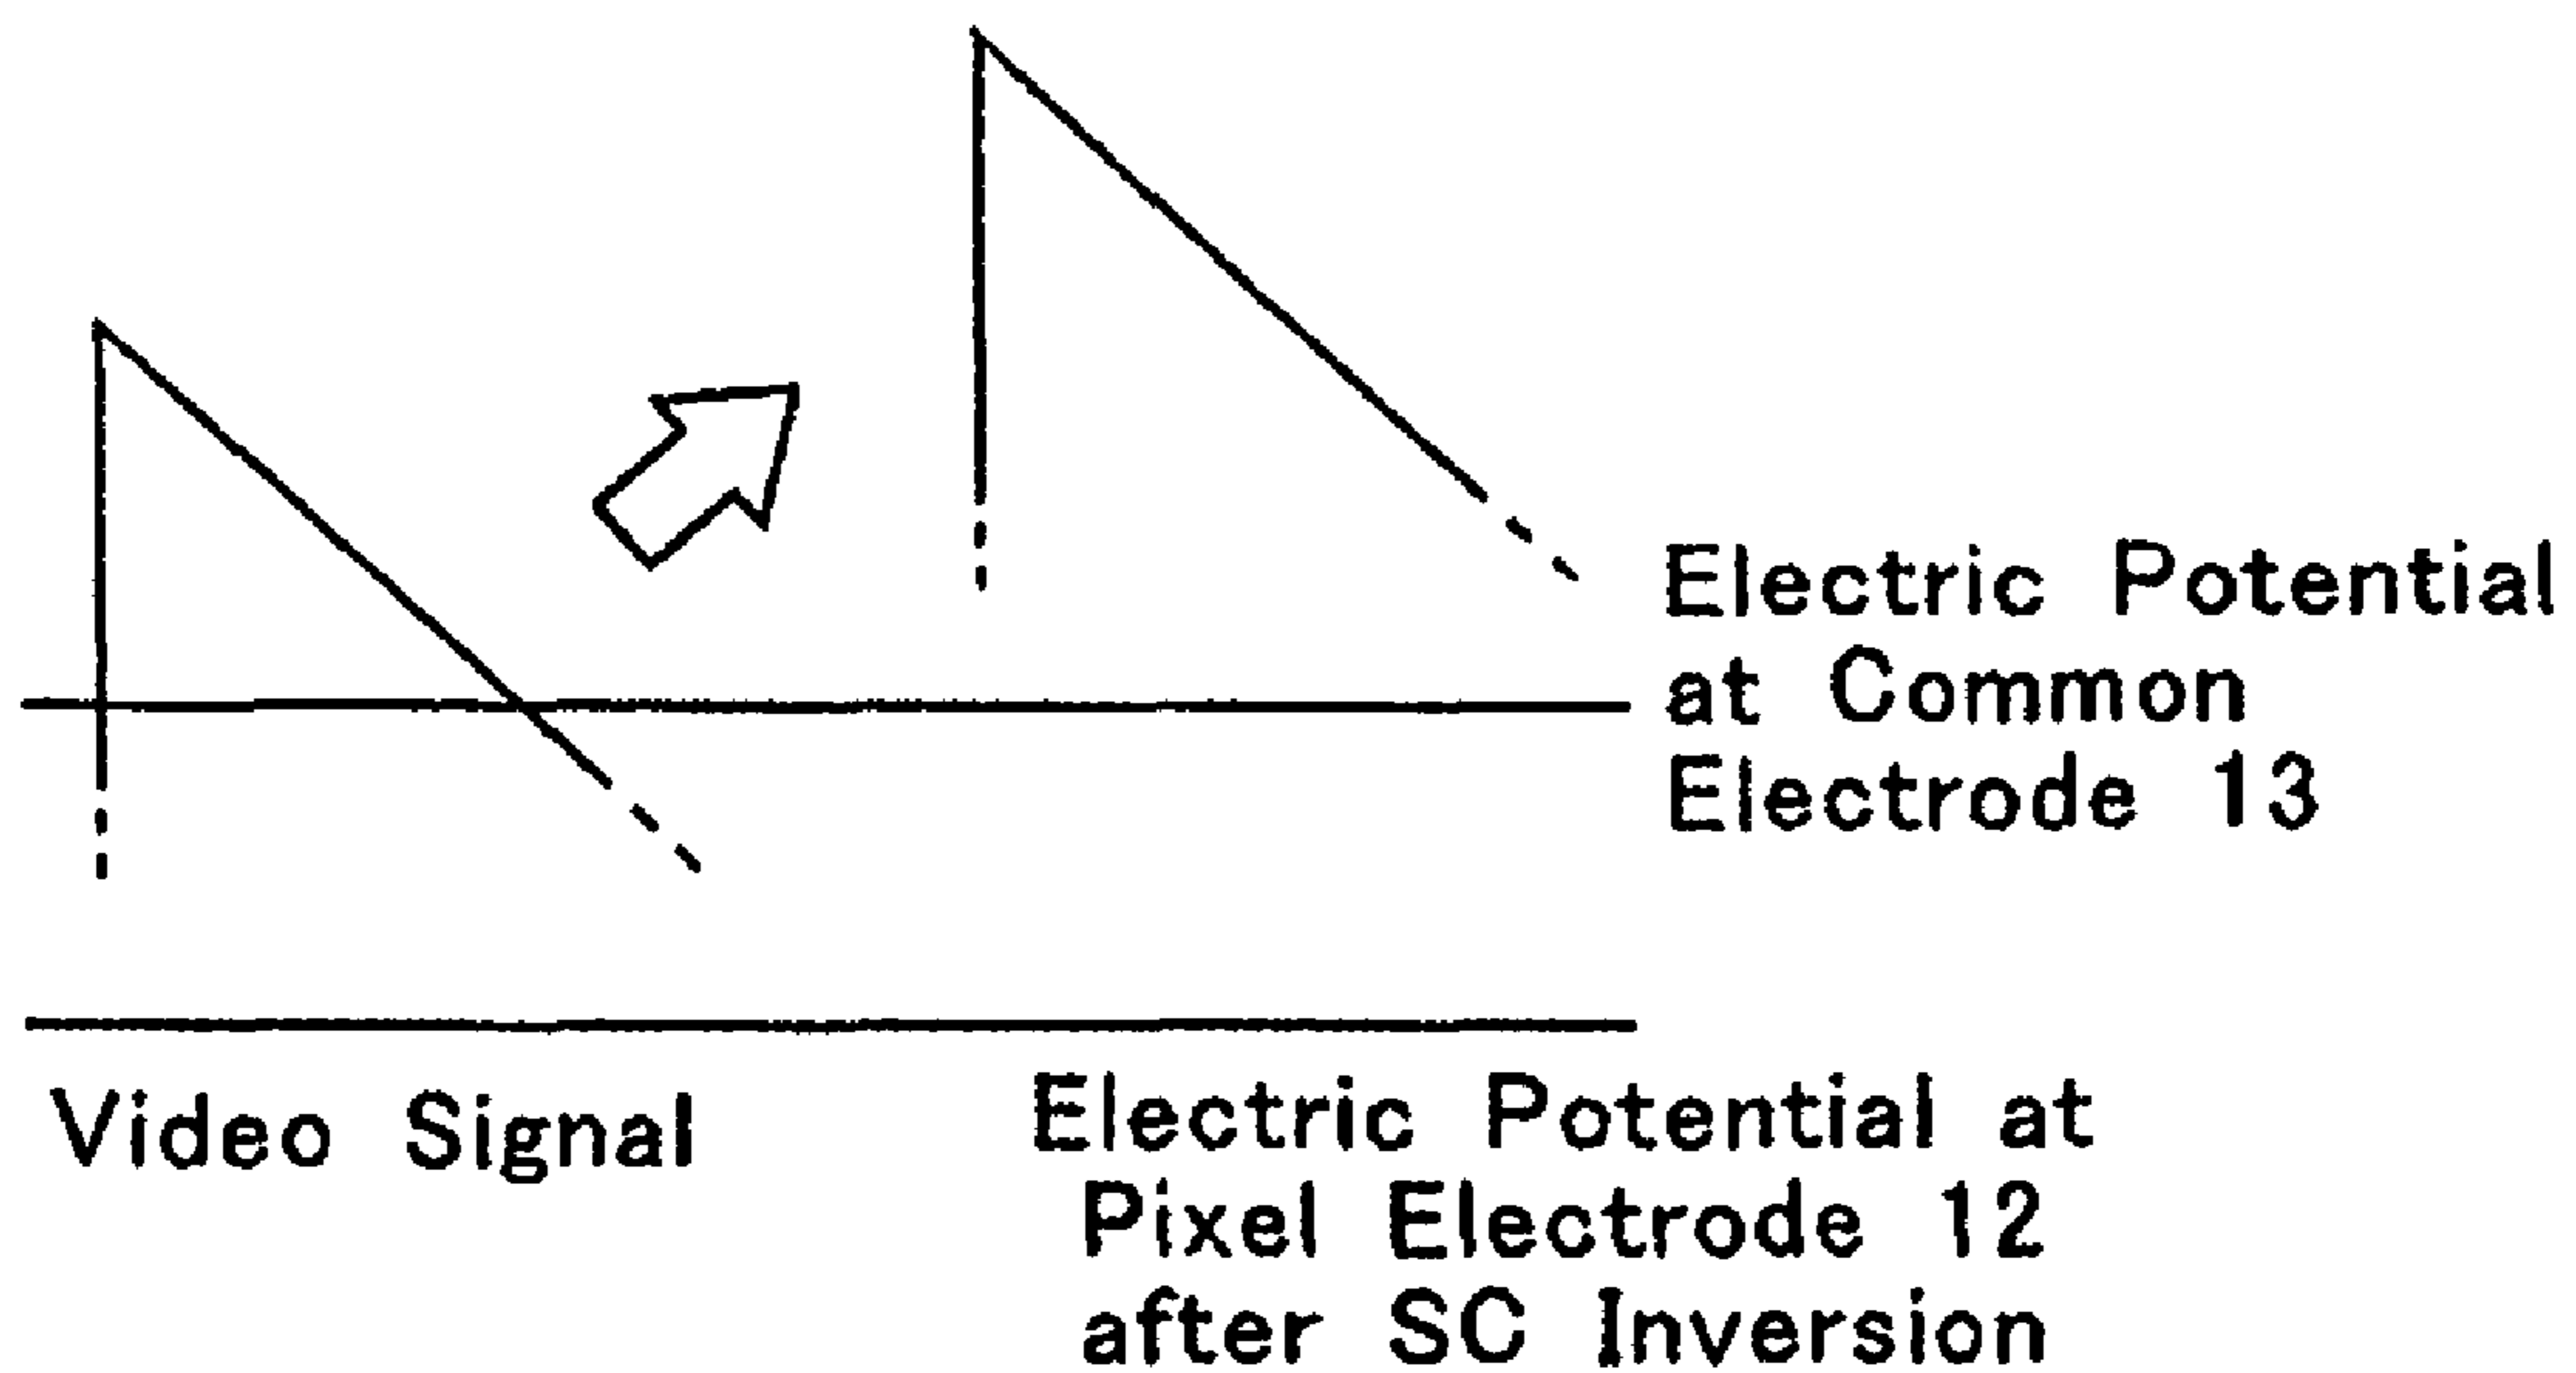 Electric Potential
at Common
Electrode 13
Video Signal
Electric Potential at
Pixel Electrode 12
after SC Inversion